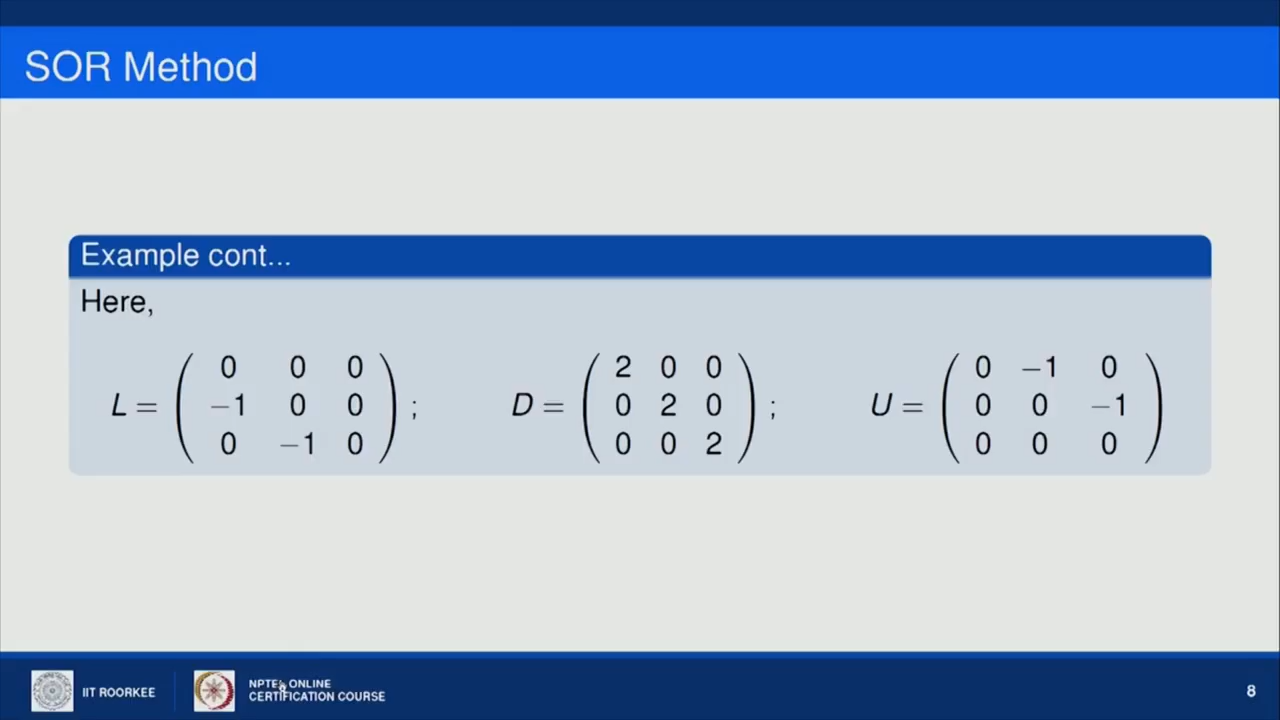 SOR Method
Example cont...
Here,
L = ( 0 0 0 ; D = ( 2 0 0 ; U = ( 0 −1 0
−1 0 0 ) ; 0 2 0 ) ; 0 0 −1
0 −1 0 0 0 2 0 0 0 )
IIT ROORKEE
NPTEL ONLINE
CERTIFICATION COURSE
8